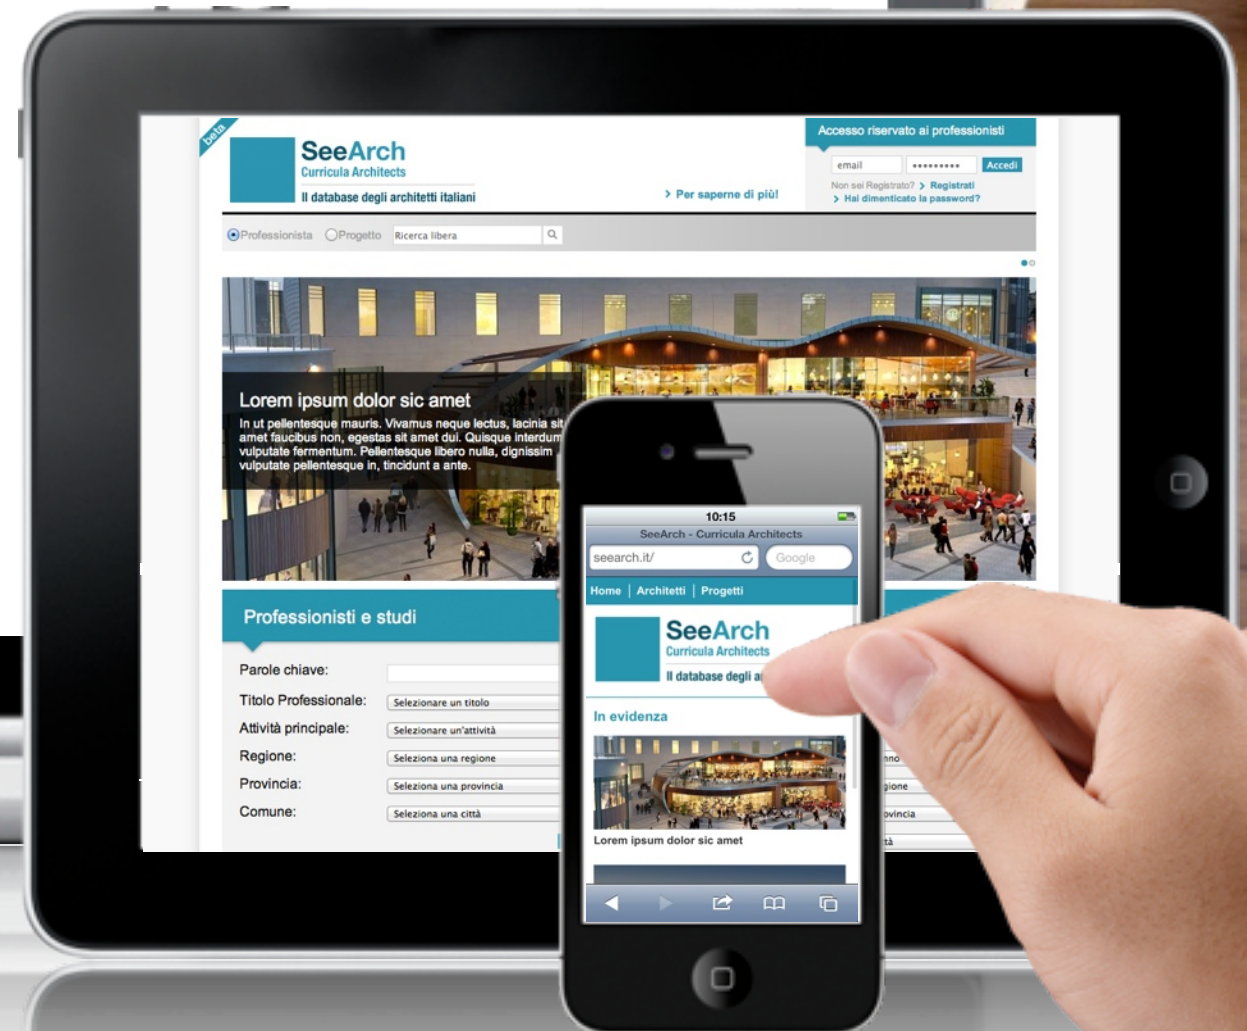 beta
SeeArch
Curricula Architects
Il database degli architetti italiani
> Per saperne di più!
Accesso riservato ai professionisti
email
•••••••••
Accedi
Non sei Registrato? > Registrati
> Hai dimenticato la password?
Professionista
Progetto
Ricerca libera
Lorem ipsum dolor sic amet
In ut pellentesque mauris. Vivamus neque lectus, lacinia sit
amet faucibus non, egestas sit amet dui. Quisque interdum
vulputate fermentum. Pellentesque libero nulla, dignissim
vulputate pellentesque in, tincidunt a ante.
Professionisti e studi
Parole chiave:
Titolo Professionale:
Selezionare un titolo
Attività principale:
Selezionare un'attività
Regione:
Seleziona una regione
Provincia:
Seleziona una provincia
Comune:
Seleziona una città
10:15
SeeArch - Curricula Architects
seearch.it/
Google
Home | Architetti | Progetti
SeeArch
Curricula Architects
Il database degli
In evidenza
Lorem ipsum dolor sic amet